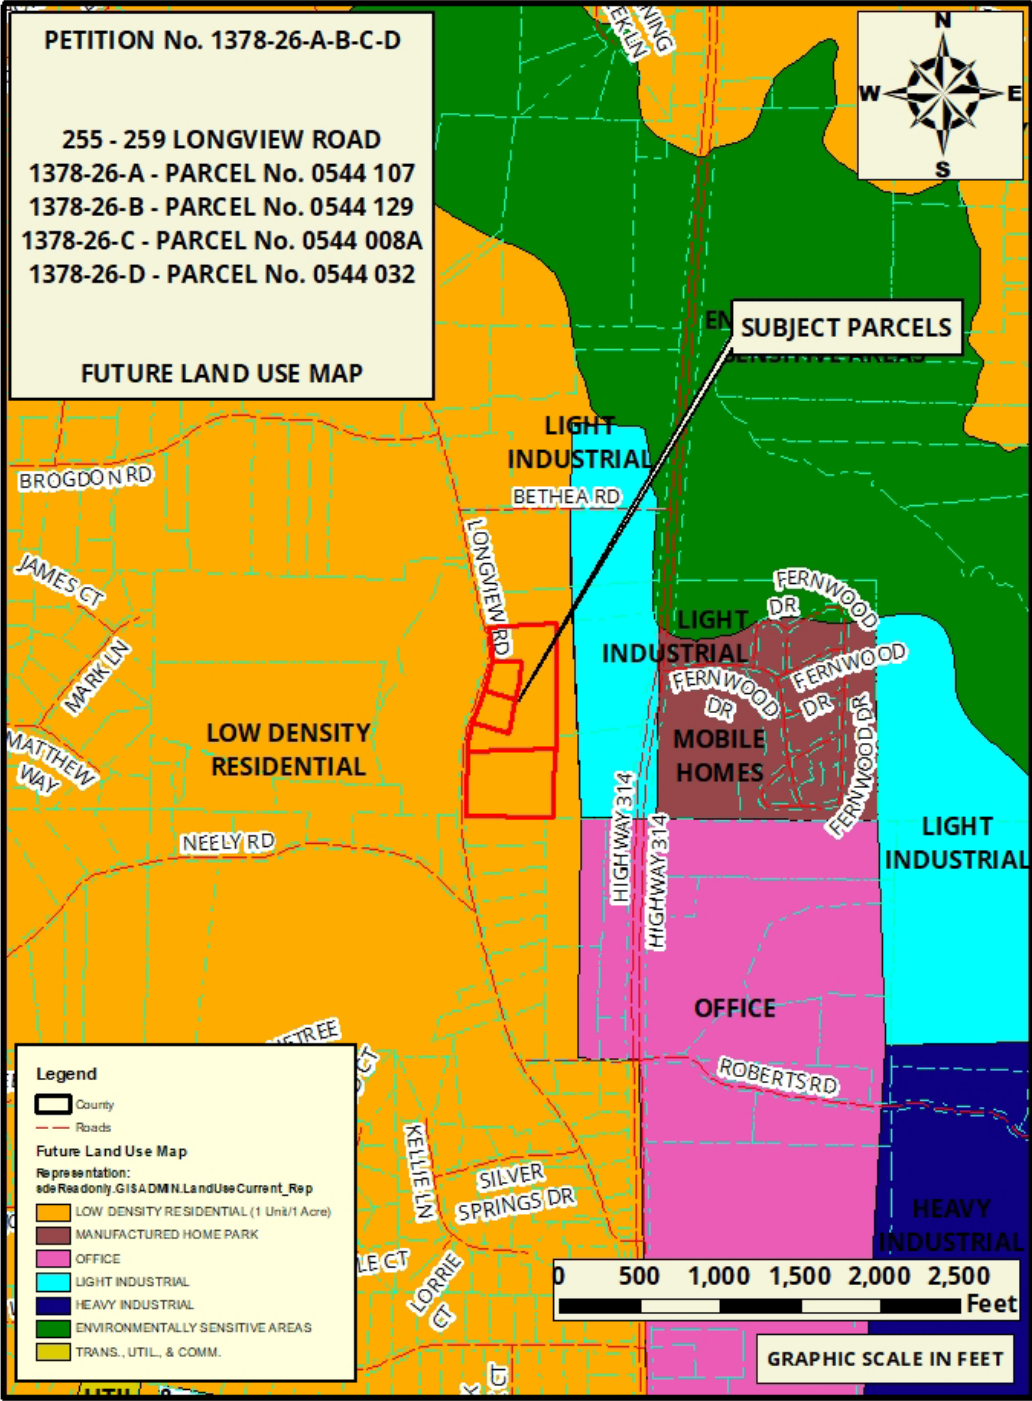 PETITION No. 1378-26-A-B-C-D
255 - 259 LONGVIEW ROAD
1378-26-A - PARCEL No. 0544 107
1378-26-B - PARCEL No. 0544 129
1378-26-C - PARCEL No. 0544 008A
1378-26-D - PARCEL No. 0544 032
FUTURE LAND USE MAP
N
W
E
S
SUBJECT PARCELS
SENSITIVE AREAS
LIGHT
INDUSTRIAL
BROGDON RD
BETHEA RD
LONGVIEW RD
JAMES CT
MARK LN
MATTHEW
WAY
LOW DENSITY
RESIDENTIAL
LIGHT
INDUSTRIAL
FERNWOOD
DR
FERNWOOD
DR
FERNWOOD
DR
FERNWOOD DR
MOBILE
HOMES
HIGHWAY 314
HIGHWAY 314
NEELY RD
LIGHT
INDUSTRIAL
OFFICE
ROBERTS RD
KELLIE LN
SILVER
SPRINGS DR
LORRIE
CT
HEAVY
INDUSTRIAL
Legend
County
Roads
Future Land Use Map
Representation:
sdeReadonly.GISADMIN.LandUseCurrent_Rep
LOW DENSITY RESIDENTIAL (1 Unit/1 Acre)
MANUFACTURED HOME PARK
OFFICE
LIGHT INDUSTRIAL
HEAVY INDUSTRIAL
ENVIRONMENTALLY SENSITIVE AREAS
TRANS., UTIL., & COMM.
0 500 1,000 1,500 2,000 2,500
Feet
GRAPHIC SCALE IN FEET